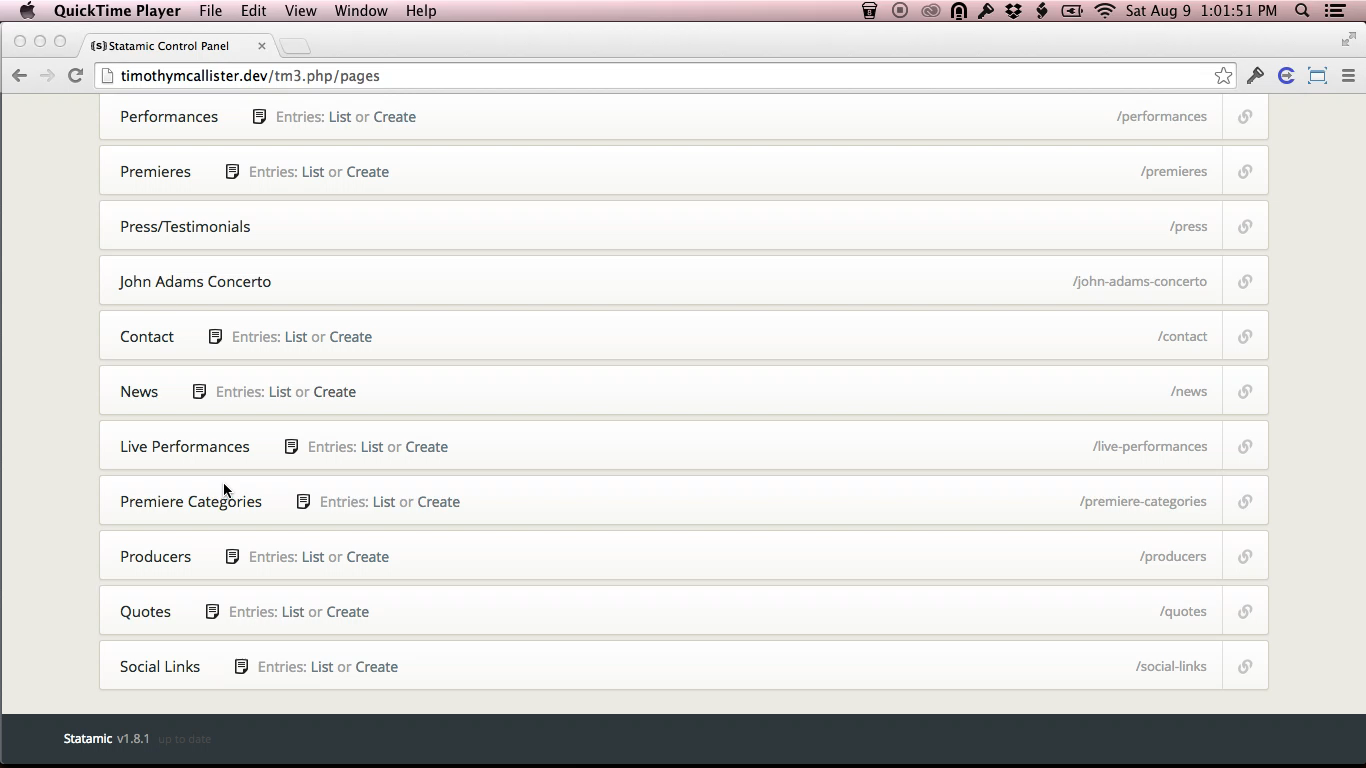 QuickTime Player File Edit View Window Help Sat Aug 9 1:01:51 PM
{s} Statamic Control Panel
timothymcallister.dev/tm3.php/pages
Performances Entries: List or Create /performances
Premieres Entries: List or Create /premieres
Press/Testimonials /press
John Adams Concerto /john-adams-concerto
Contact Entries: List or Create /contact
News Entries: List or Create /news
Live Performances Entries: List or Create /live-performances
Premiere Categories Entries: List or Create /premiere-categories
Producers Entries: List or Create /producers
Quotes Entries: List or Create /quotes
Social Links Entries: List or Create /social-links
Statamic v1.8.1 up to date